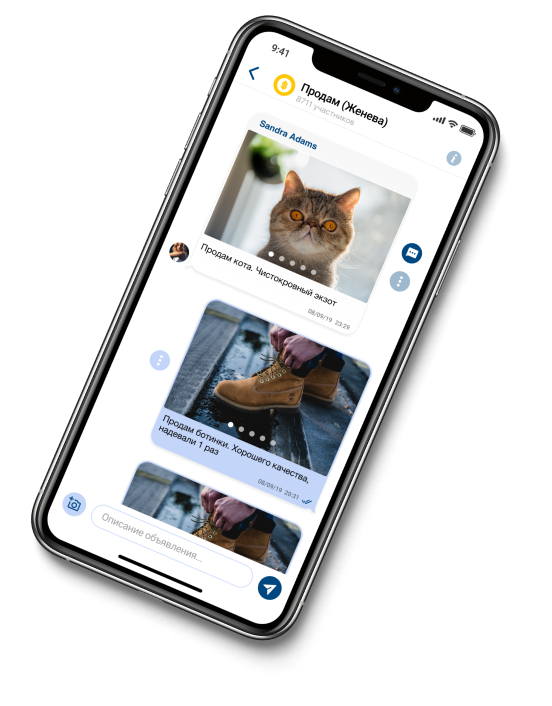 9:41
Продам (Женева)
8711 участников
Sandra Adams
Продам кота. Чистокровный экзот
08/09/19 23:29
Продам ботинки. Хорошего качества,
надевали 1 раз
08/09/19 20:31
Описание объявления...